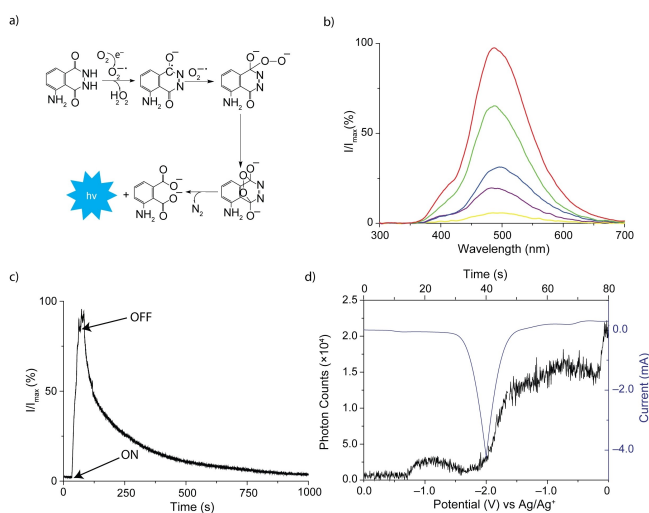 a)
O₂ e⁻
O₂⁻•
H₂O₂
O
NH
NH
NH₂
O
O⁻
C•
N
N
NH₂
O
O₂⁻•
O⁻
O–O⁻
N
N
NH₂
O
hν
+
O
O⁻
O⁻
NH₂
O
N₂
O⁻
O
O
N
N
NH₂
O⁻
b)
I/Imax(%)
100
50
0
300 400 500 600 700
Wavelength (nm)
c)
I/Imax(%)
100
50
0
OFF
ON
0 250 500 750 1000
Time (s)
d)
Time (s)
0 20 40 60 80
Photon Counts (×10⁴)
2.5
2.0
1.5
1.0
5.0
0.0
0.0
−2.0
−4.0
Current (mA)
0.0 −1.0 −2.0 −1.0 0
Potential (V) vs Ag/Ag⁺